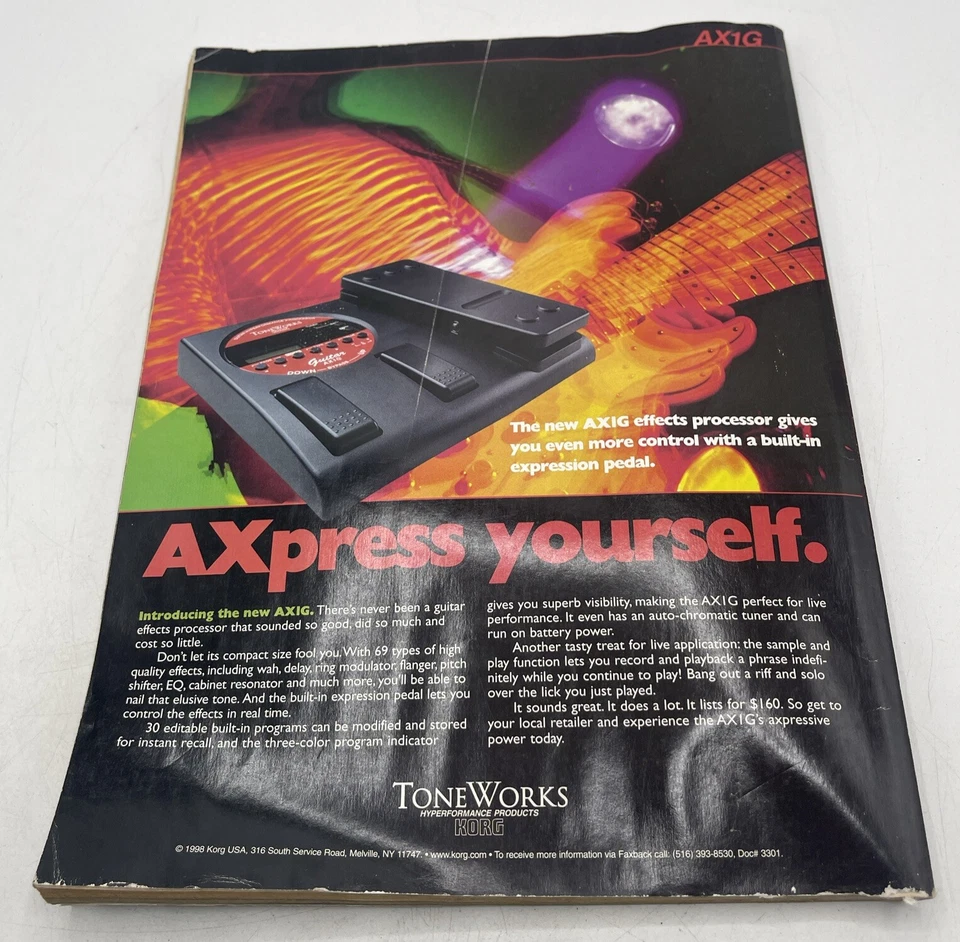 AX1G
TONEWORKS
Guitar
AX1G
DOWN
BYPASS
The new AX1G effects processor gives
you even more control with a built-in
expression pedal.
AXpress yourself.
Introducing the new AX1G. There's never been a guitar
effects processor that sounded so good, did so much and
cost so little.
Don't let its compact size fool you. With 69 types of high
quality effects, including wah, delay, ring modulator, flanger, pitch
shifter, EQ, cabinet resonator and much more, you'll be able to
nail that elusive tone. And the built-in expression pedal lets you
control the effects in real time.
30 editable built-in programs can be modified and stored
for instant recall, and the three-color program indicator
gives you superb visibility, making the AX1G perfect for live
performance. It even has an auto-chromatic tuner and can
run on battery power.
Another tasty treat for live application: the sample and
play function lets you record and playback a phrase indefi-
nitely while you continue to play! Bang out a riff and solo
over the lick you just played.
It sounds great. It does a lot. It lists for $160. So get to
your local retailer and experience the AX1G's axpressive
power today.
TONEWORKS
HYPERFORMANCE PRODUCTS
KORG
© 1998 Korg USA, 316 South Service Road, Melville, NY 11747. • www.korg.com • To receive more information via Faxback call: (516) 393-8530, Doc# 3301.